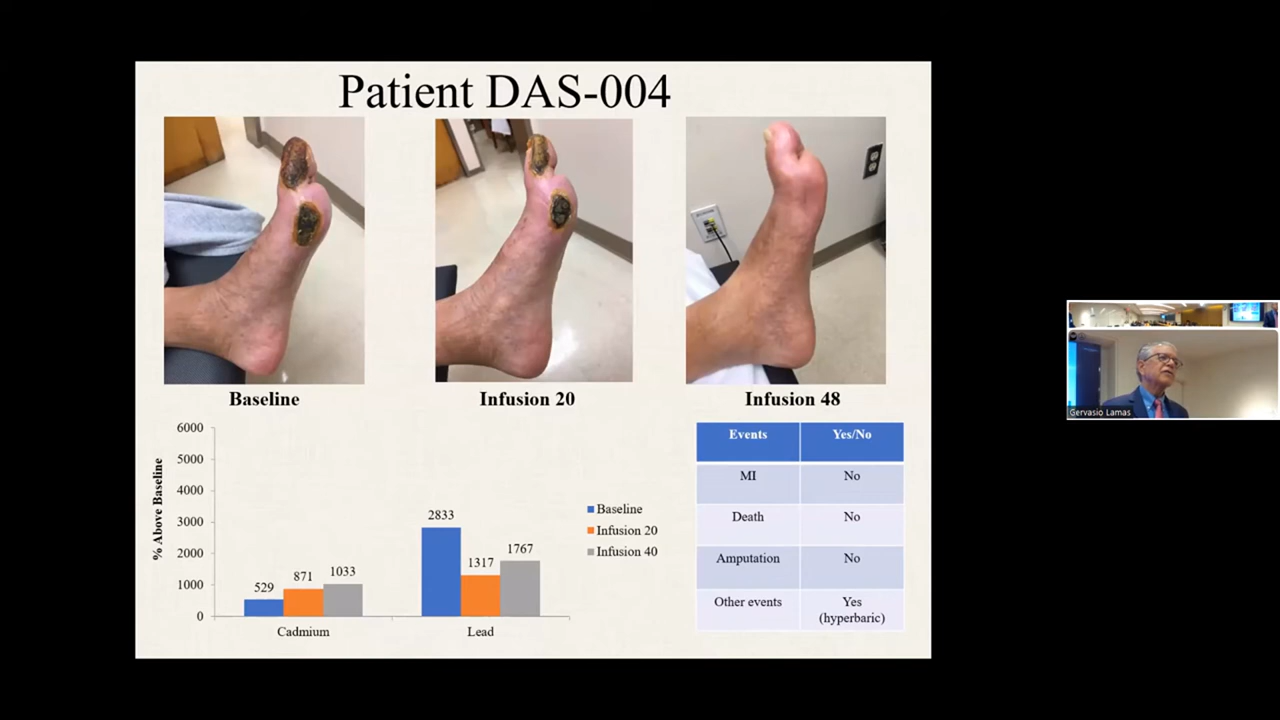 Patient DAS-004
Baseline
Infusion 20
Infusion 48
% Above Baseline
6000
5000
4000
3000
2000
1000
0
529
871
1033
2833
1317
1767
Cadmium
Lead
Baseline
Infusion 20
Infusion 40
Events Yes/No
MI No
Death No
Amputation No
Other events Yes
(hyperbaric)
Gervasio Lamas